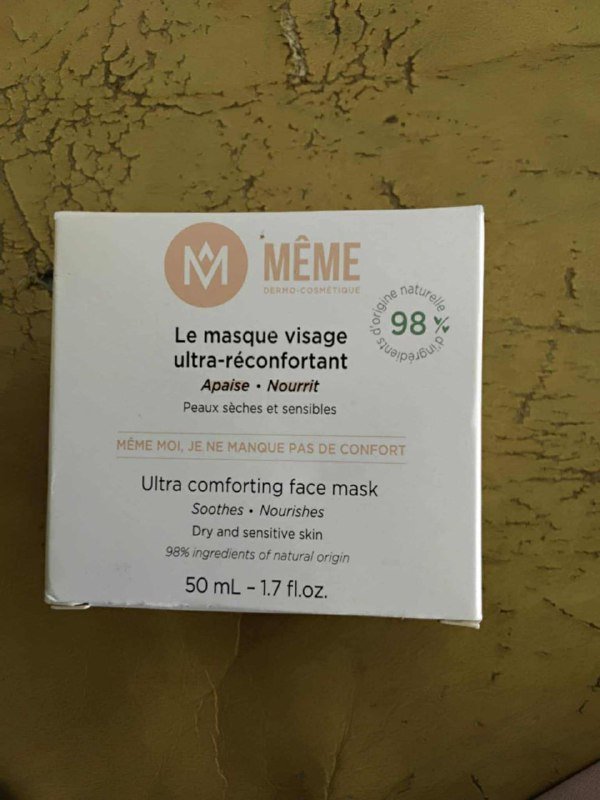 M
MÊME
DERMO-COSMÉTIQUE
98 %
d'ingrédients d'origine naturelle
Le masque visage
ultra-réconfortant
Apaise • Nourrit
Peaux sèches et sensibles
MÊME MOI, JE NE MANQUE PAS DE CONFORT
Ultra comforting face mask
Soothes • Nourishes
Dry and sensitive skin
98% ingredients of natural origin
50 mL – 1.7 fl.oz.